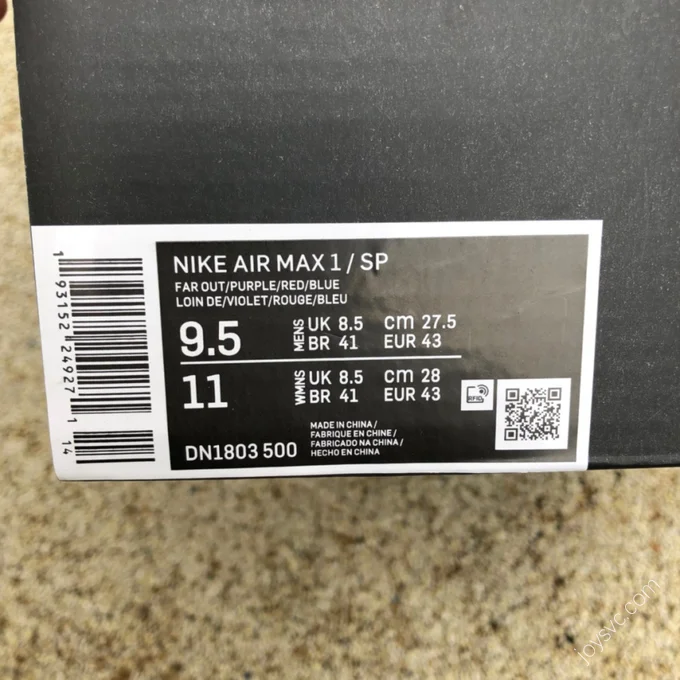 NIKE AIR MAX 1 / SP
FAR OUT/PURPLE/RED/BLUE
LOIN DE/VIOLET/ROUGE/BLEU
9.5 MENS UK 8.5 cm 27.5
BR 41 EUR 43
11 WMNS UK 8.5 cm 28
BR 41 EUR 43
RFID
DN1803 500
MADE IN CHINA /
FABRIQUE EN CHINE /
FABRICADO NA CHINA /
HECHO EN CHINA
1 93152 24927 1 14
joysvc.com